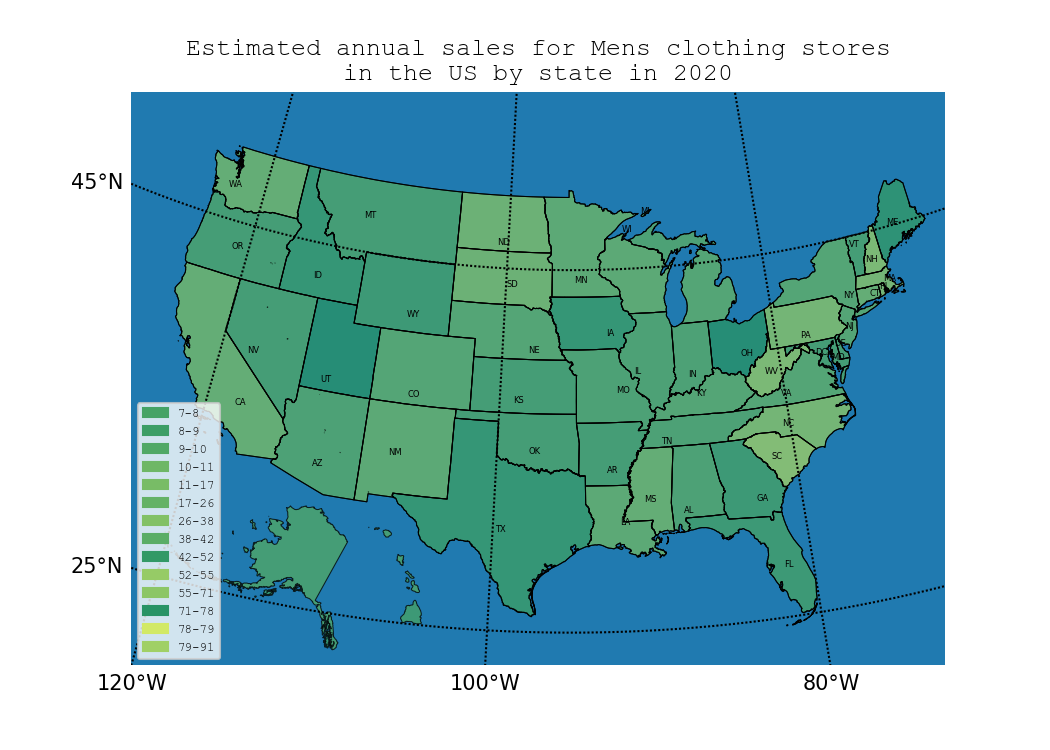 Estimated annual sales for Mens clothing stores
in the US by state in 2020
45°N
25°N
120°W 100°W 80°W
WA
MT
ND
MI
WI
ME
OR
ID
SD
MN
VT
NH
MA
WY
NY
CT
NV
NE
IA
PA
NJ
UT
IL
IN
OH
DC
MD
CA
CO
KS
MO
KY
WV
VA
AZ
NM
OK
TN
NC
AR
SC
TX
MS
AL
GA
LA
FL
7−8
8−9
9−10
10−11
11−17
17−26
26−38
38−42
42−52
52−55
55−71
71−78
78−79
79−91